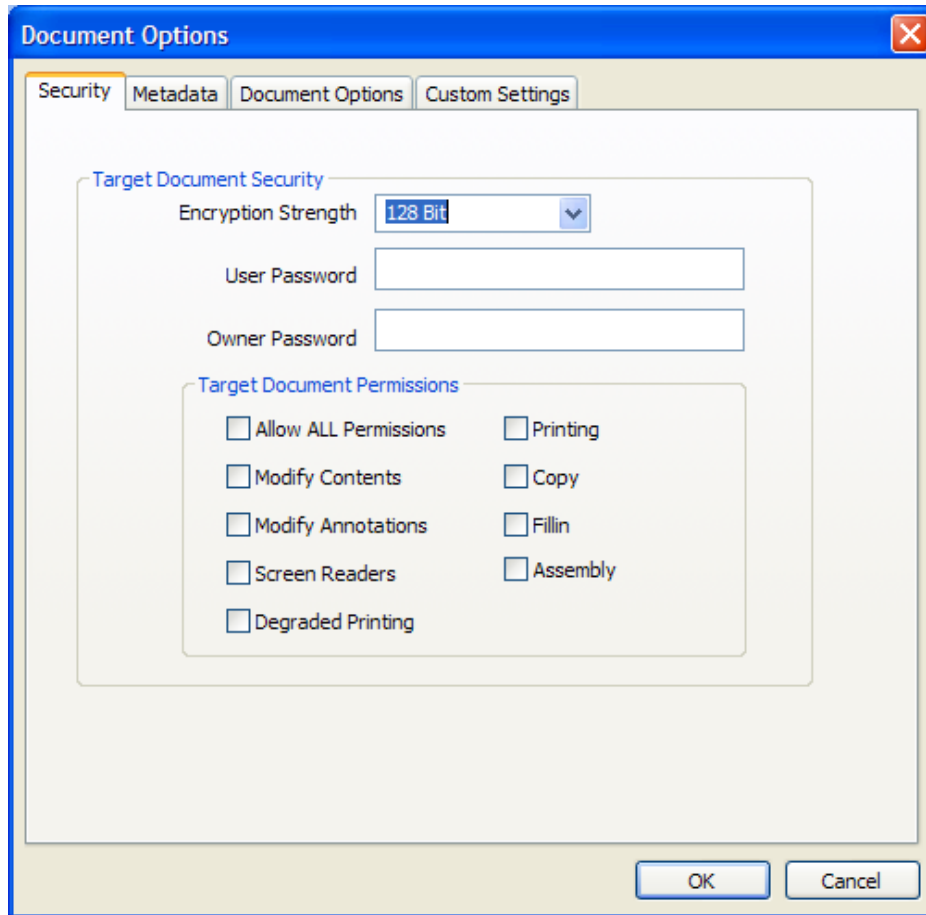 Document Options
Security Metadata Document Options Custom Settings
Target Document Security
Encryption Strength 128 Bit
User Password
Owner Password
Target Document Permissions
Allow ALL Permissions Printing
Modify Contents Copy
Modify Annotations Fillin
Screen Readers Assembly
Degraded Printing
OK Cancel